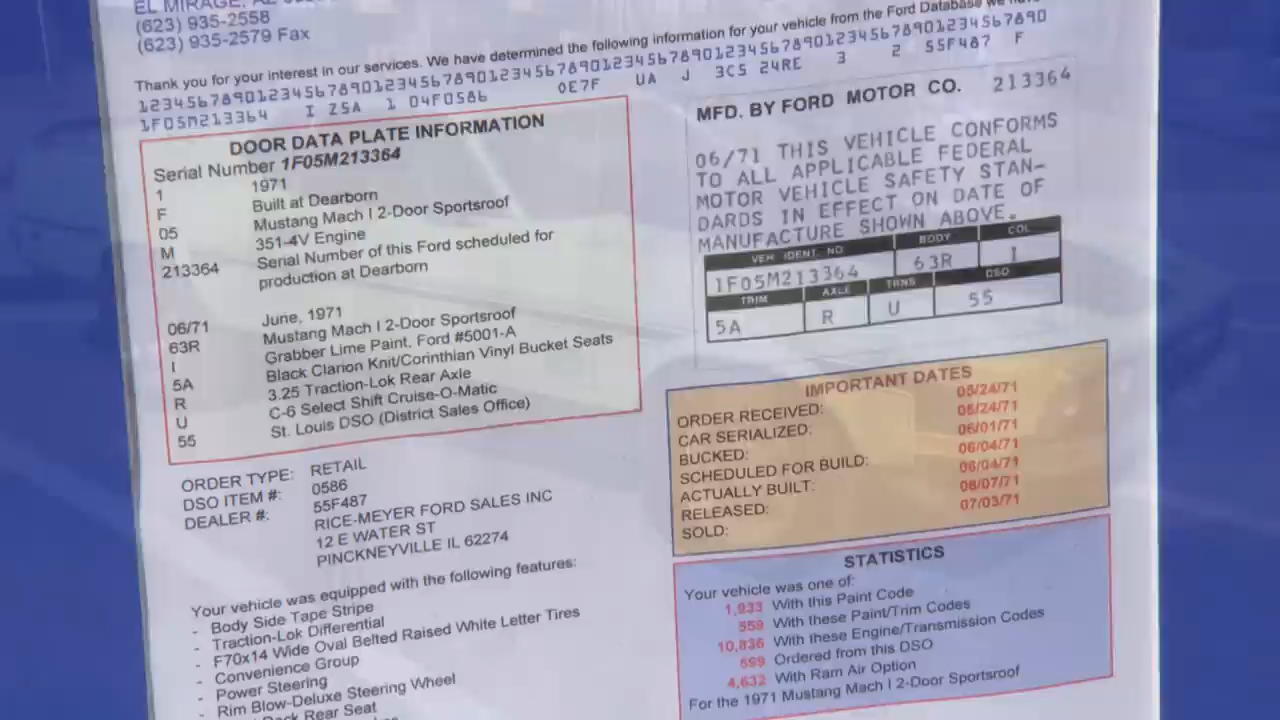 EL MIRAGE, AZ
(623) 935-2558
(623) 935-2579 Fax
Thank you for your interest in our services. We have determined the following information for your vehicle from the Ford Database we have
123456789012345678901234567890123456789012345678901234567890123456789012345678901234567890
1F05M213364 I Z5A 1 04F0586 0E7F UA J 3C5 24RE 3 2 55F487 F
DOOR DATA PLATE INFORMATION
Serial Number 1F05M213364
1 1971
F Built at Dearborn
05 Mustang Mach I 2-Door Sportsroof
M 351-4V Engine
213364 Serial Number of this Ford scheduled for
production at Dearborn
06/71 June, 1971
63R Mustang Mach I 2-Door Sportsroof
I Grabber Lime Paint, Ford #5001-A
5A Black Clarion Knit/Corinthian Vinyl Bucket Seats
R 3.25 Traction-Lok Rear Axle
U C-6 Select Shift Cruise-O-Matic
55 St. Louis DSO (District Sales Office)
ORDER TYPE: RETAIL
DSO ITEM #: 0586
DEALER #: 55F487
RICE-MEYER FORD SALES INC
12 E WATER ST
PINCKNEYVILLE IL 62274
Your vehicle was equipped with the following features:
- Body Side Tape Stripe
- Traction-Lok Differential
- F70x14 Wide Oval Belted Raised White Letter Tires
- Convenience Group
- Power Steering
- Rim Blow-Deluxe Steering Wheel
Rear Seat
MFD. BY FORD MOTOR CO. 213364
06/71 THIS VEHICLE CONFORMS
TO ALL APPLICABLE FEDERAL
MOTOR VEHICLE SAFETY STAN-
DARDS IN EFFECT ON DATE OF
MANUFACTURE SHOWN ABOVE.
VEH. IDENT. NO. BODY COL
1F05M213364 63R I
TRIM AXLE TRNS DSO
5A R U 55
IMPORTANT DATES
ORDER RECEIVED: 05/24/71
CAR SERIALIZED: 05/24/71
BUCKED: 06/01/71
SCHEDULED FOR BUILD: 06/04/71
ACTUALLY BUILT: 06/04/71
RELEASED: 06/07/71
SOLD: 07/03/71
STATISTICS
Your vehicle was one of:
1,933 With this Paint Code
559 With these Paint/Trim Codes
10,836 With these Engine/Transmission Codes
599 Ordered from this DSO
4,632 With Ram Air Option
For the 1971 Mustang Mach I 2-Door Sportsroof